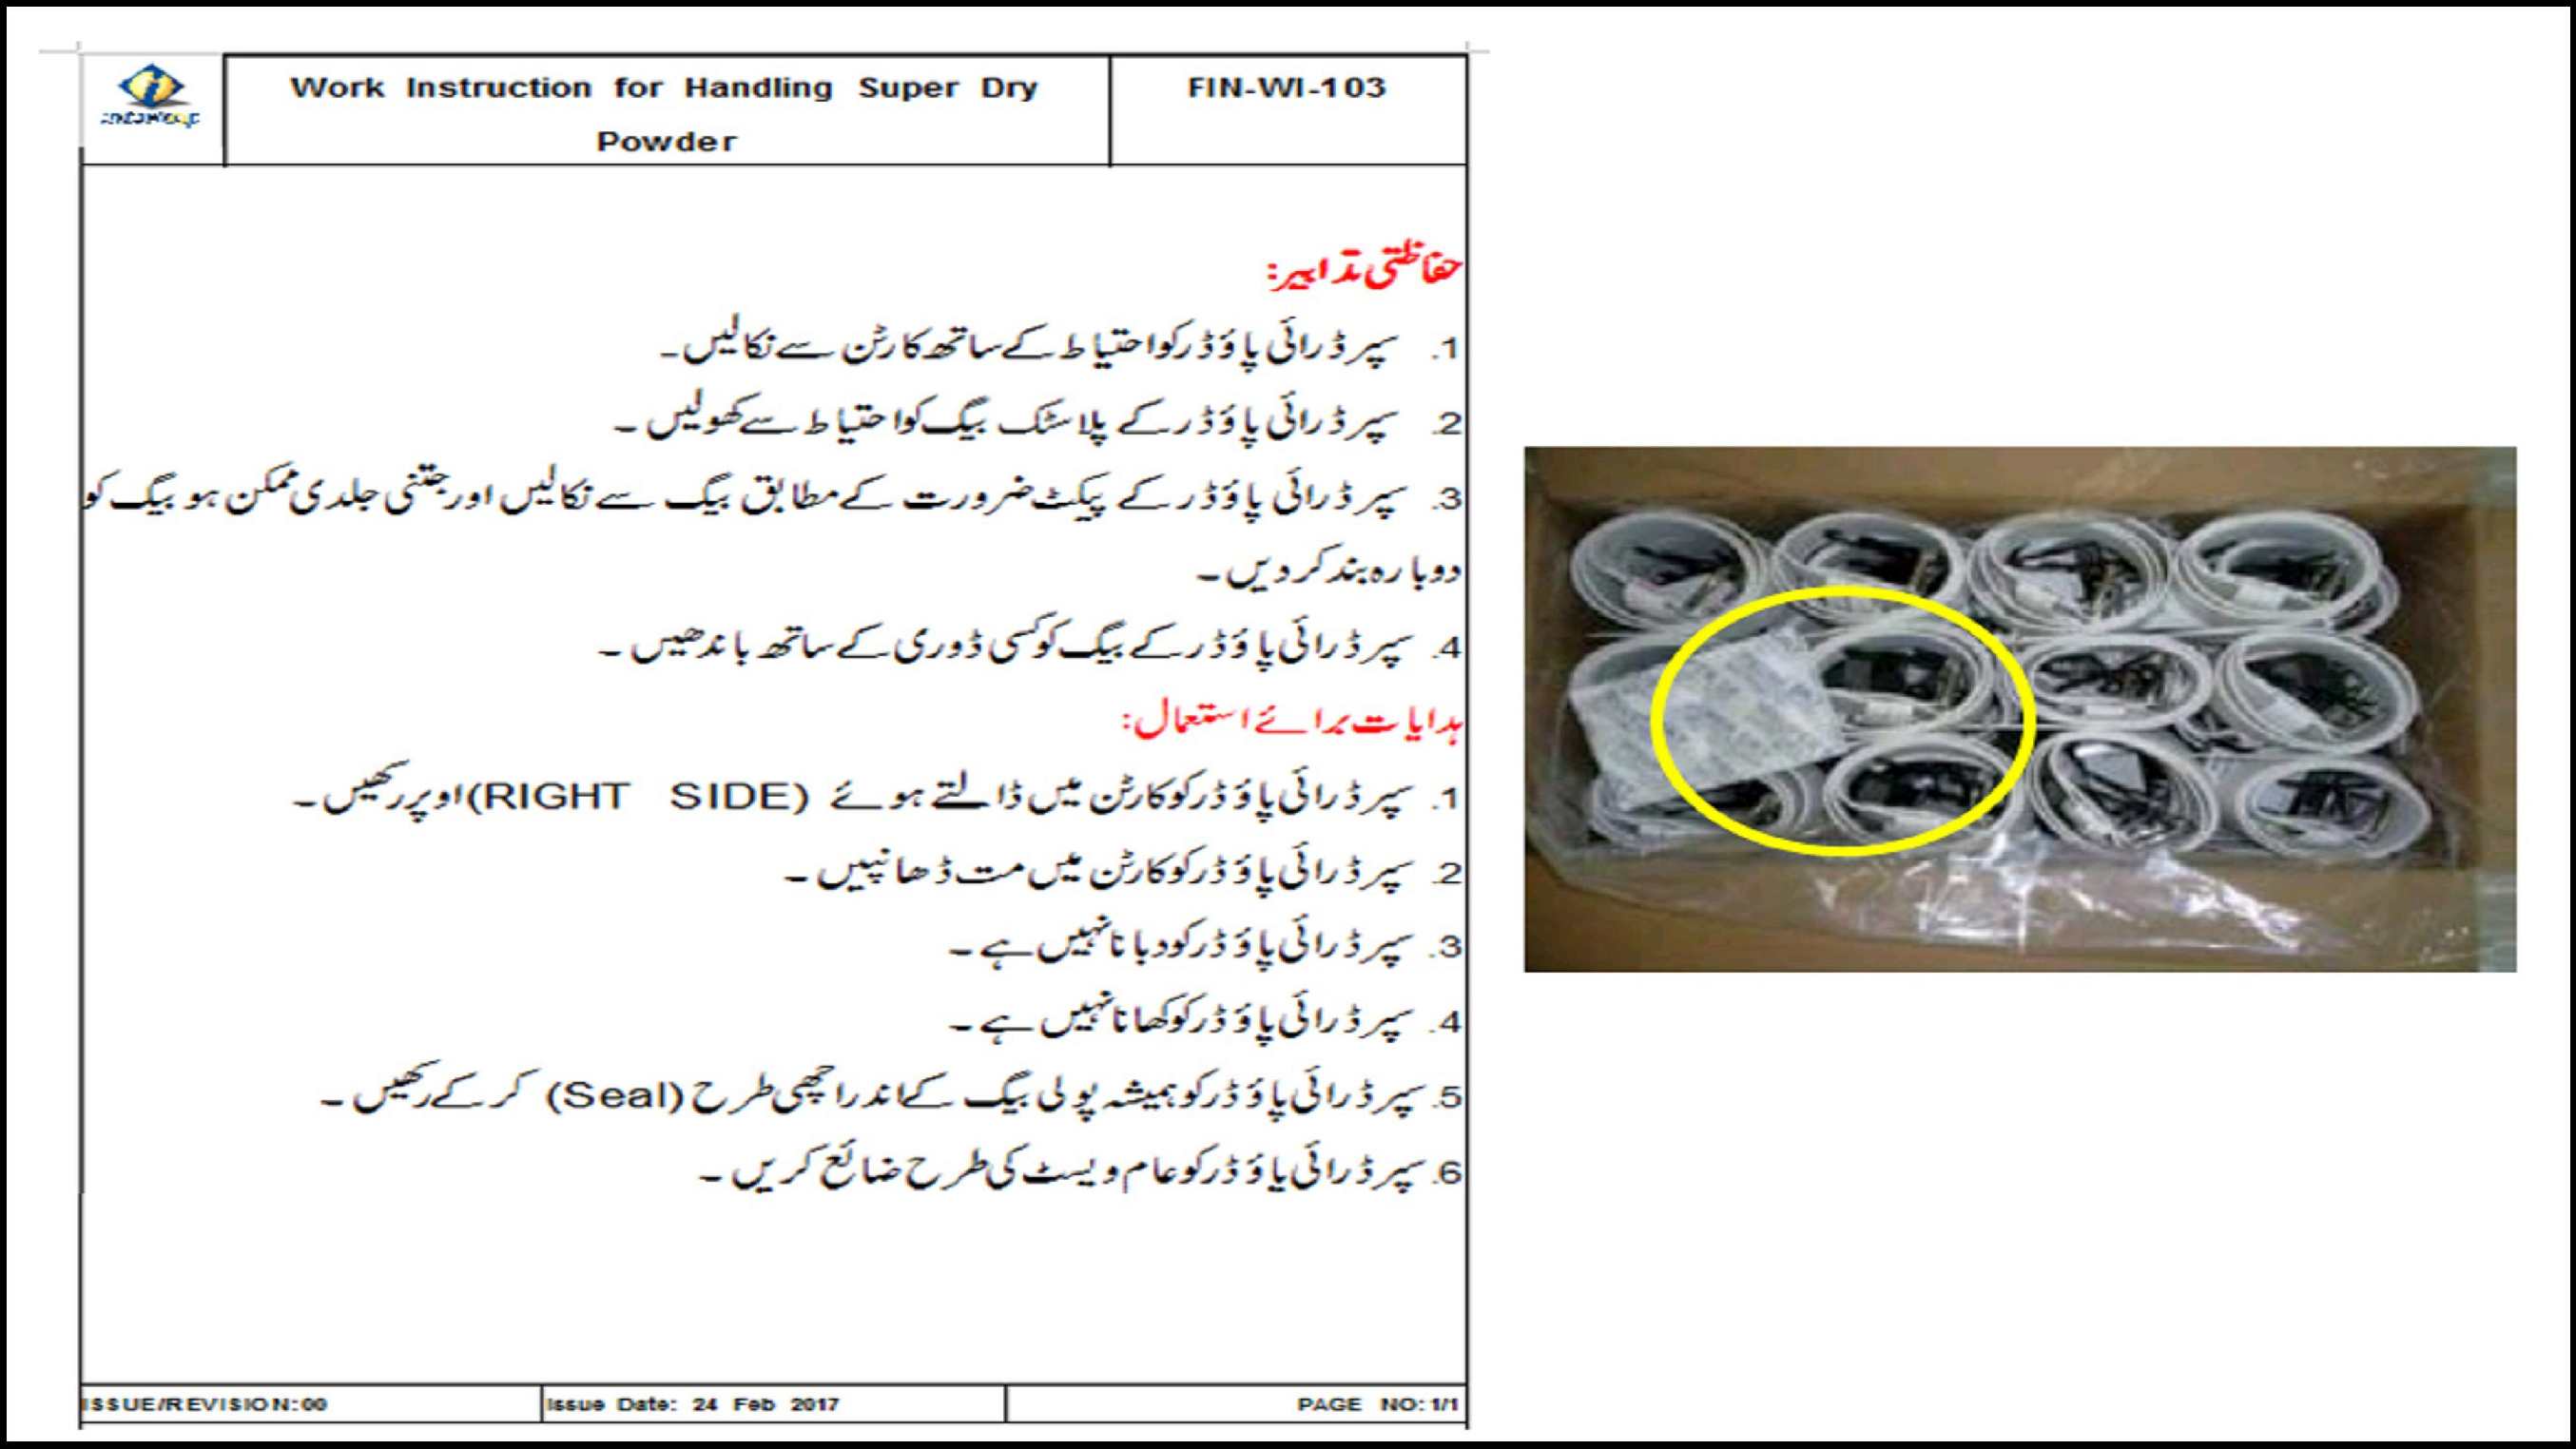 Work Instruction for Handling Super Dry
Powder
FIN-WI-103
حفاظتی تدابیر:
1. سپر ڈرائی پاؤڈر کو احتیاط کے ساتھ کارٹن سے نکالیں۔
2. سپر ڈرائی پاؤڈر کے پلاسٹک بیگ کو احتیاط سے کھولیں۔
3. سپر ڈرائی پاؤڈر کے پیکٹ ضرورت کے مطابق بیگ سے نکالیں اور جتنی جلدی ممکن ہو بیگ کو
دوبارہ بند کر دیں۔
4. سپر ڈرائی پاؤڈر کے بیگ کو کسی ڈوری کے ساتھ باندھیں۔
ہدایات برائے استعمال:
1. سپر ڈرائی پاؤڈر کو کارٹن میں ڈالتے ہوئے (RIGHT SIDE) اوپر رکھیں۔
2. سپر ڈرائی پاؤڈر کو کارٹن میں مت ڈھانپیں۔
3. سپر ڈرائی پاؤڈر کو دبانا نہیں ہے۔
4. سپر ڈرائی پاؤڈر کو کھانا نہیں ہے۔
5. سپر ڈرائی پاؤڈر کو ہمیشہ پولی بیگ کے اندر اچھی طرح (Seal) کر کے رکھیں۔
6. سپر ڈرائی پاؤڈر کو عام ویسٹ کی طرح ضائع کریں۔
ISSUE/REVISION:00
Issue Date: 24 Feb 2017
PAGE NO:1/1